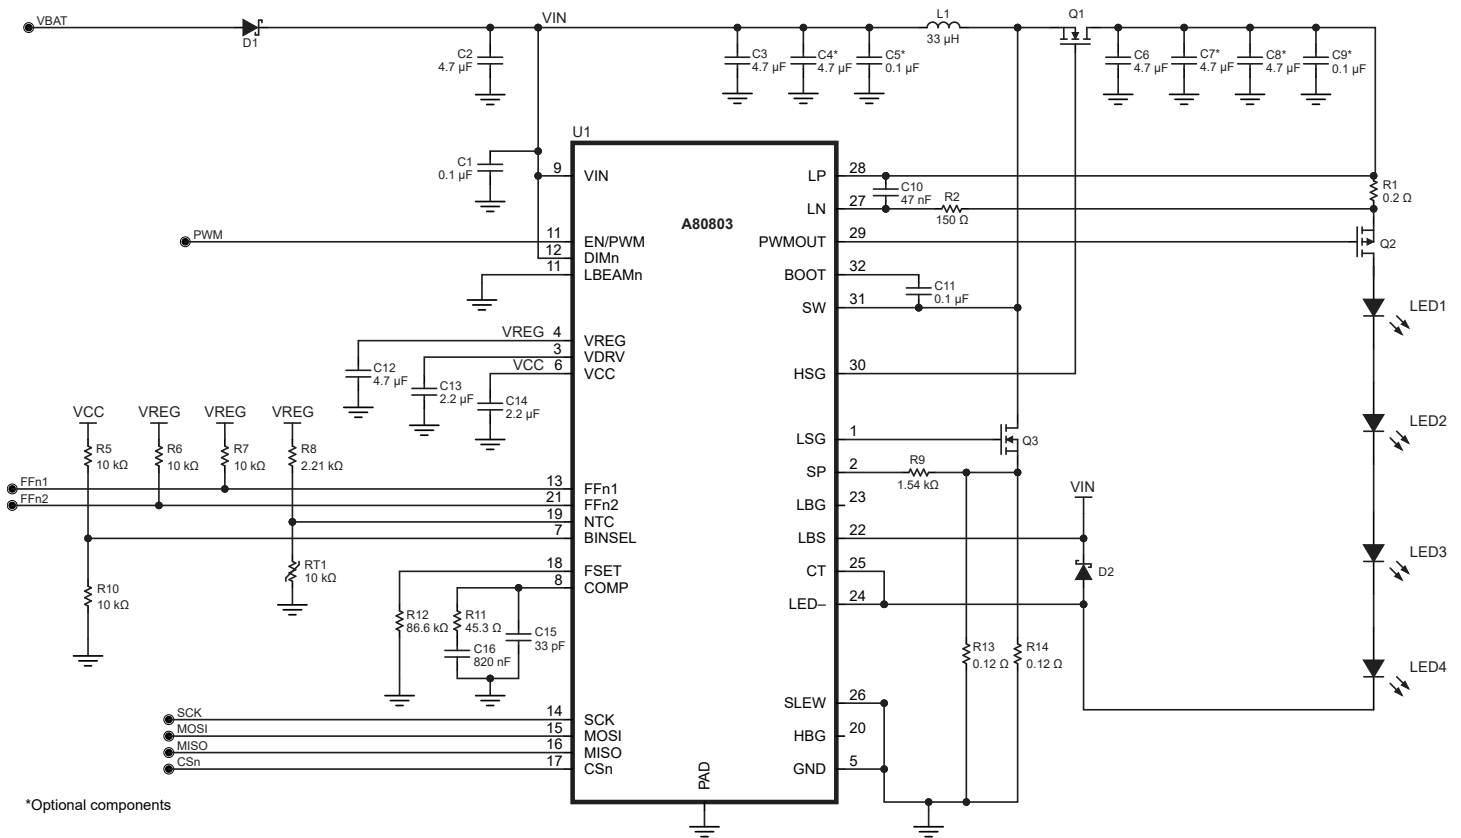 VBAT
D1
VIN
L1
33 µH
Q1
C2
4.7 µF
C3
4.7 µF
C4*
4.7 µF
C5*
0.1 µF
C6
4.7 µF
C7*
4.7 µF
C8*
4.7 µF
C9*
0.1 µF
U1
C1
0.1 µF
9
VIN
LP
28
C10
47 nF
R1
0.2 Ω
LN
27
R2
150 Ω
A80803
PWM
11
EN/PWM
PWMOUT
29
Q2
12
DIMn
11
LBEAMn
BOOT
32
C11
0.1 µF
SW
31
LED1
VREG
4
VREG
3
VDRV
VCC
6
VCC
C12
4.7 µF
C13
2.2 µF
C14
2.2 µF
HSG
30
VCC
VREG
VREG
VREG
LED2
R5
10 kΩ
R6
10 kΩ
R7
10 kΩ
R8
2.21 kΩ
LSG
1
Q3
SP
2
R9
1.54 kΩ
FFn1
13
FFn1
FFn2
21
FFn2
19
NTC
7
BINSEL
LBG
23
VIN
LBS
22
LED3
RT1
10 kΩ
R10
10 kΩ
18
FSET
8
COMP
CT
25
D2
LED–
24
R12
86.6 kΩ
R11
45.3 Ω
C15
33 pF
C16
820 nF
R13
0.12 Ω
R14
0.12 Ω
LED4
SLEW
26
SCK
14
SCK
MOSI
15
MOSI
MISO
16
MISO
CSn
17
CSn
HBG
20
GND
5
PAD
*Optional components